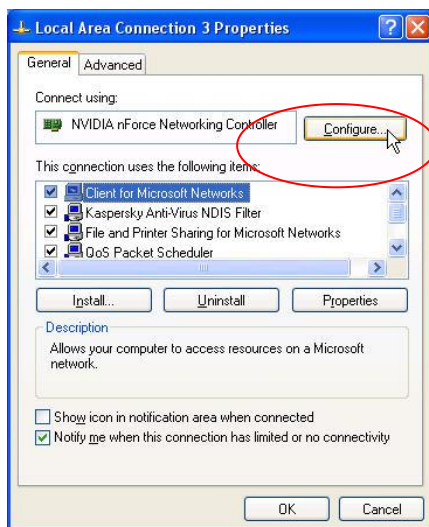 Local Area Connection 3 Properties
General Advanced
Connect using:
NVIDIA nForce Networking Controller Configure...
This connection uses the following items:
Client for Microsoft Networks
Kaspersky Anti-Virus NDIS Filter
File and Printer Sharing for Microsoft Networks
QoS Packet Scheduler
Install... Uninstall Properties
Description
Allows your computer to access resources on a Microsoft
network.
Show icon in notification area when connected
Notify me when this connection has limited or no connectivity
OK Cancel